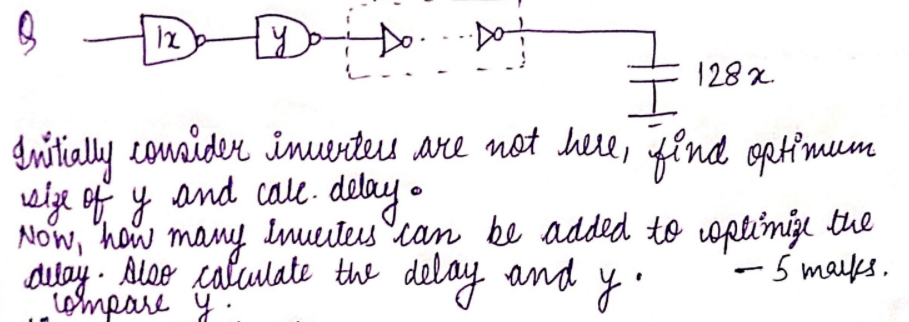 Q
1x y
128x.
Initially consider inverters are not here, find optimum
size of y and calc. delay.
Now, how many inverters can be added to optimize the
delay. Also calculate the delay and y. - 5 marks.
compare y.